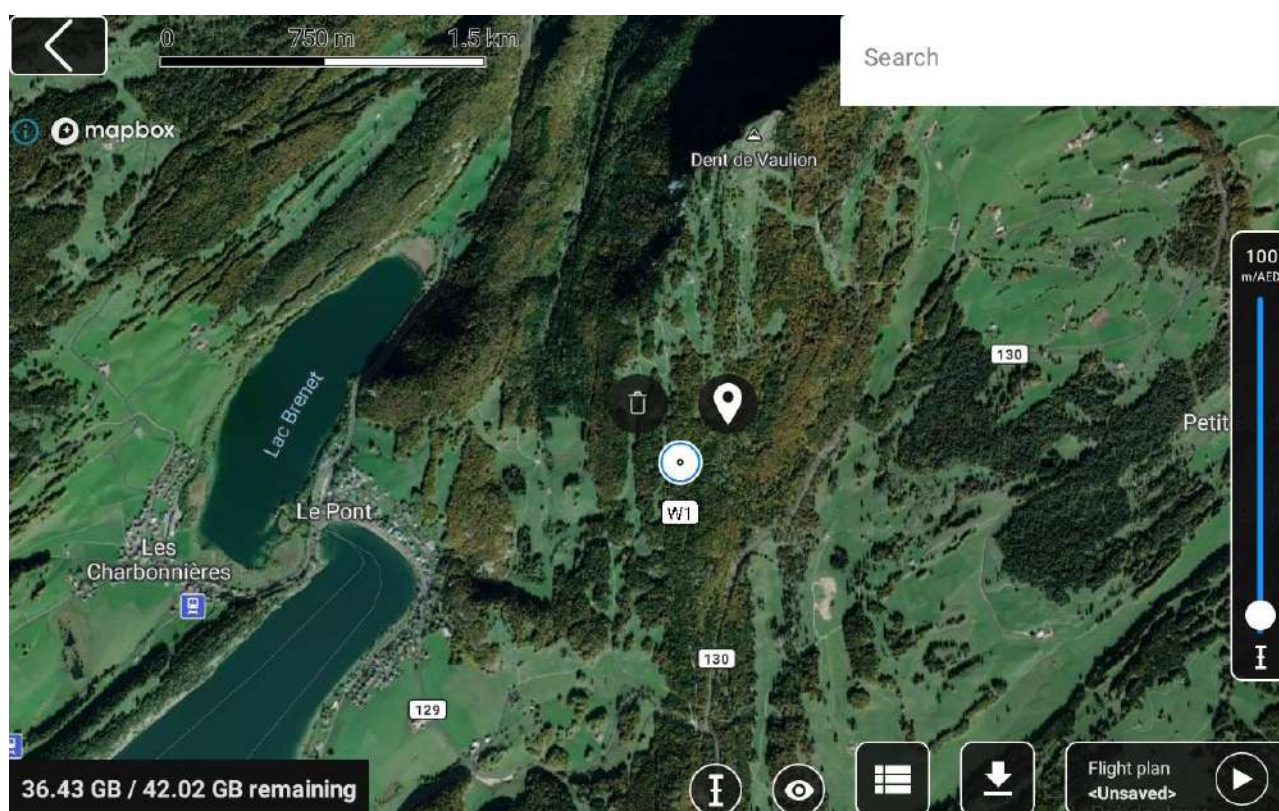 0 750 m 1.5 km
Search
mapbox
Dent de Vaulion
100
m/AED
130
Lac Brenet
Petit
Le Pont
W1
Les
Charbonnières
130
129
36.43 GB / 42.02 GB remaining
Flight plan
<Unsaved>